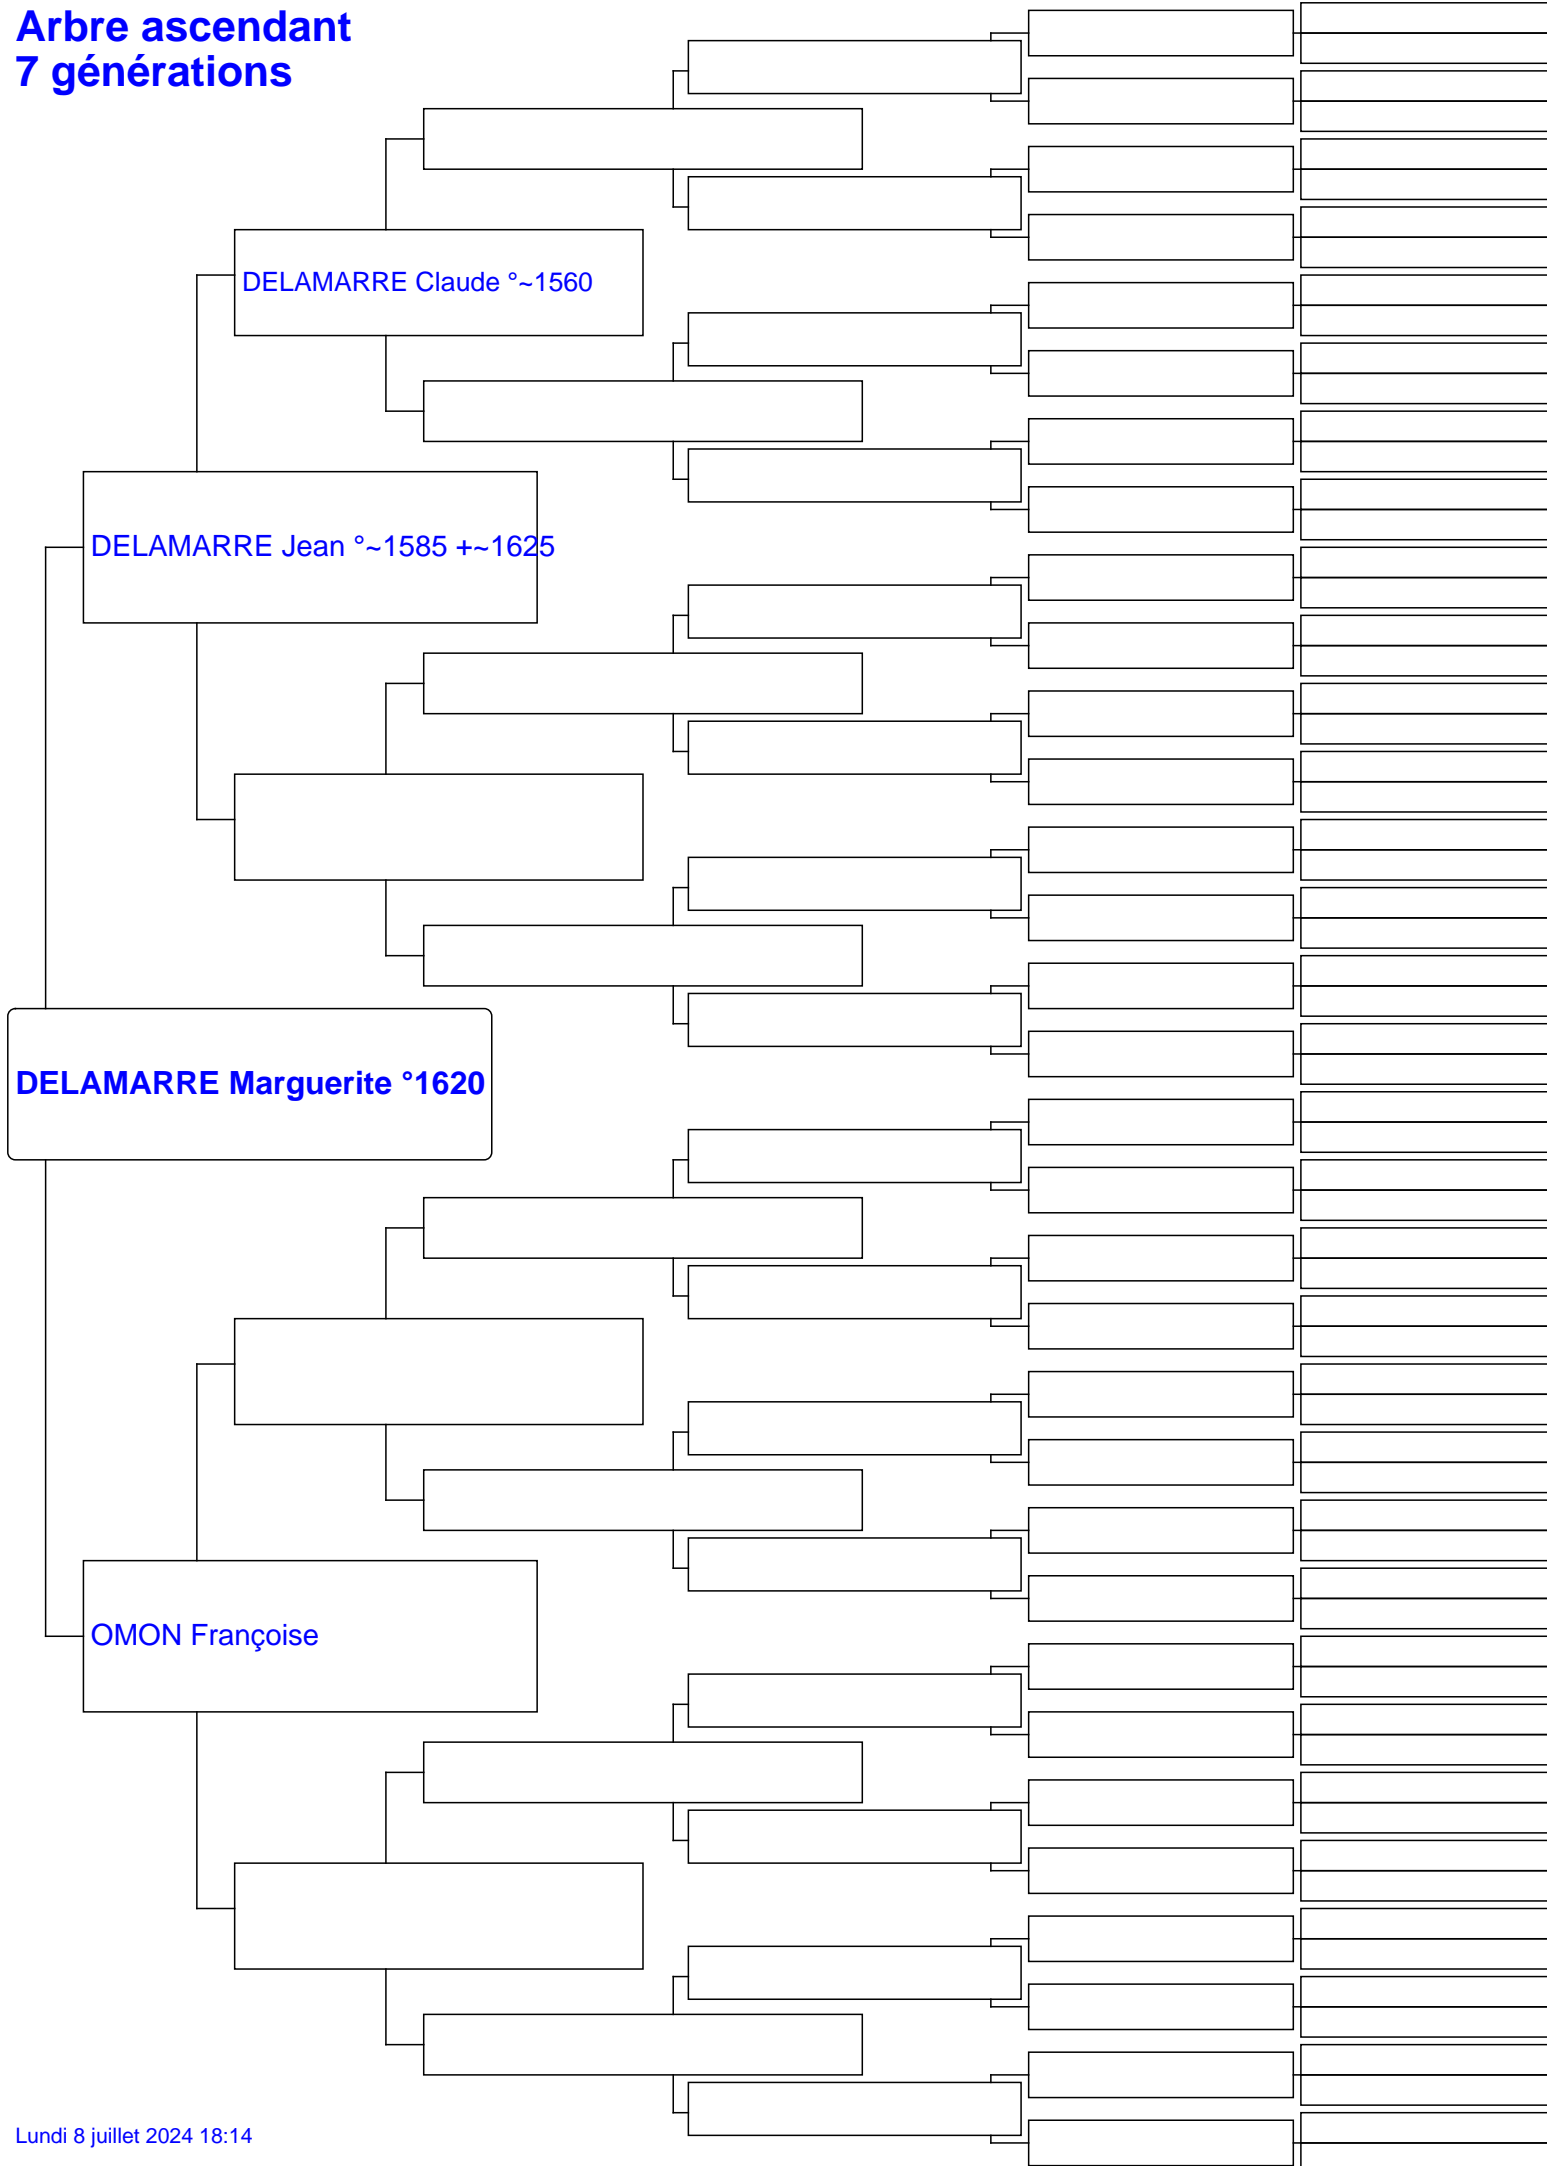 Arbre ascendant
7 générations
DELAMARRE Claude °~1560
DELAMARRE Jean °~1585 +~1625
DELAMARRE Marguerite °1620
OMON Françoise
Lundi 8 juillet 2024 18:14